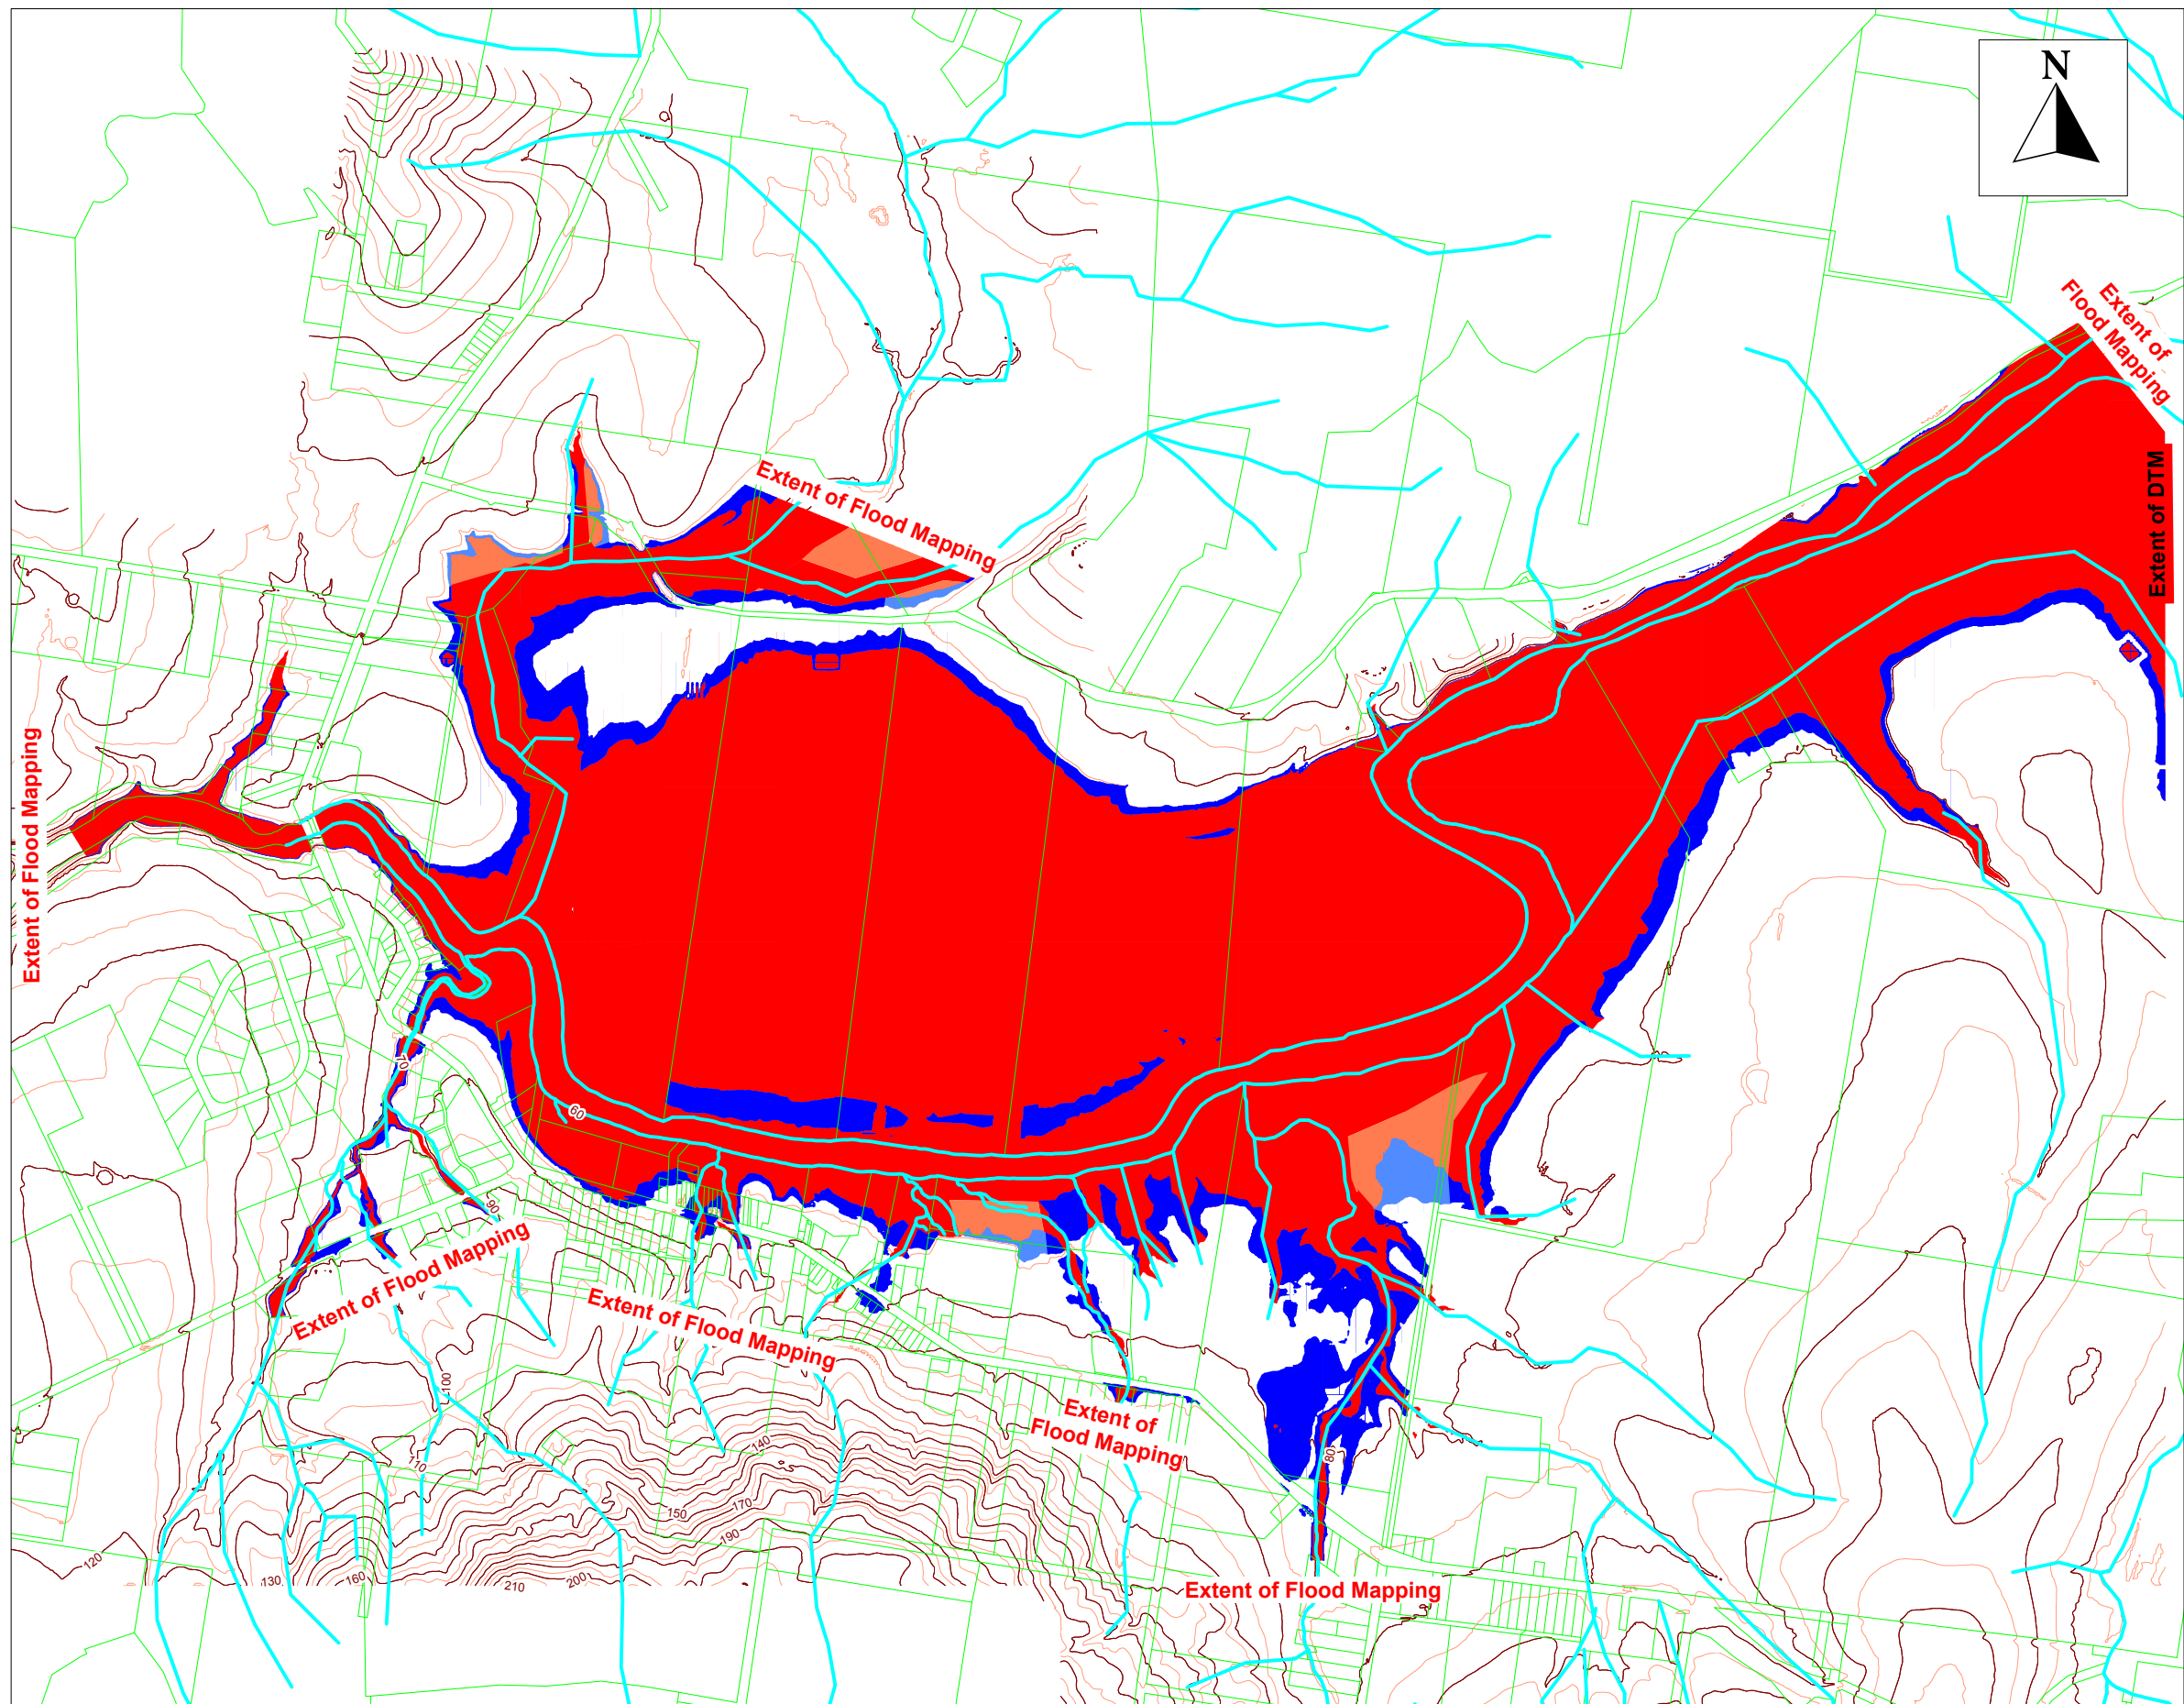 N
Extent of
Flood Mapping
Extent of DTM
Extent of Flood Mapping
Extent of Flood Mapping
70
60
90
Extent of Flood Mapping
Extent of Flood Mapping
100
110
140
Extent of
Flood Mapping
80
150
170
190
120
130
160
210
200
Extent of Flood Mapping